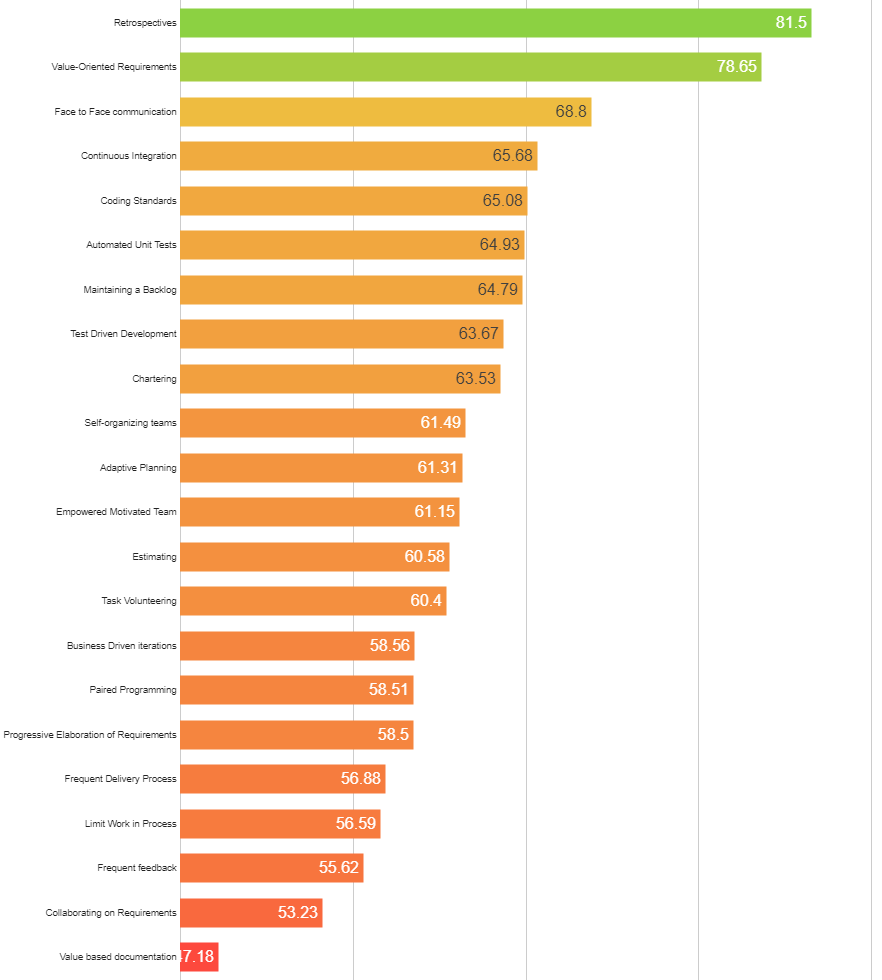 Retrospectives 81.5
Value-Oriented Requirements 78.65
Face to Face communication 68.8
Continuous Integration 65.68
Coding Standards 65.08
Automated Unit Tests 64.93
Maintaining a Backlog 64.79
Test Driven Development 63.67
Chartering 63.53
Self-organizing teams 61.49
Adaptive Planning 61.31
Empowered Motivated Team 61.15
Estimating 60.58
Task Volunteering 60.4
Business Driven iterations 58.56
Paired Programming 58.51
Progressive Elaboration of Requirements 58.5
Frequent Delivery Process 56.88
Limit Work in Process 56.59
Frequent feedback 55.62
Collaborating on Requirements 53.23
Value based documentation 47.18